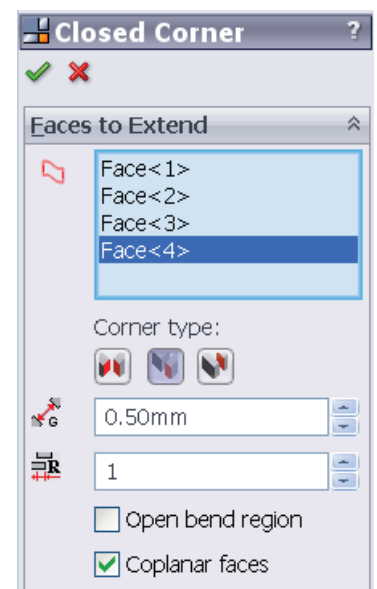 Closed Corner ?
Faces to Extend
Face<1>
Face<2>
Face<3>
Face<4>
Corner type:
G 0.50mm
R 1
Open bend region
Coplanar faces